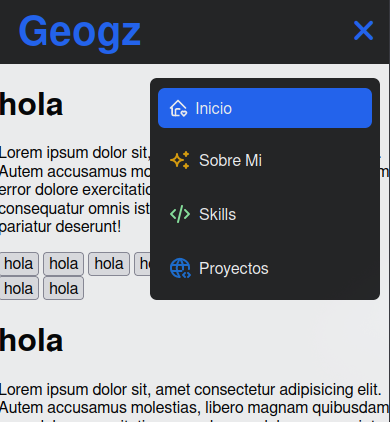 Geogz
hola
Inicio
Lorem ipsum dolor sit,
Autem accusamus mo
Sobre Mi
error dolore exercitatio
consequatur omnis ist
pariatur deserunt!
Skills
hola hola hola
hola hola
Proyectos
hola
Lorem ipsum dolor sit, amet consectetur adipisicing elit.
Autem accusamus molestias, libero magnam quibusdam